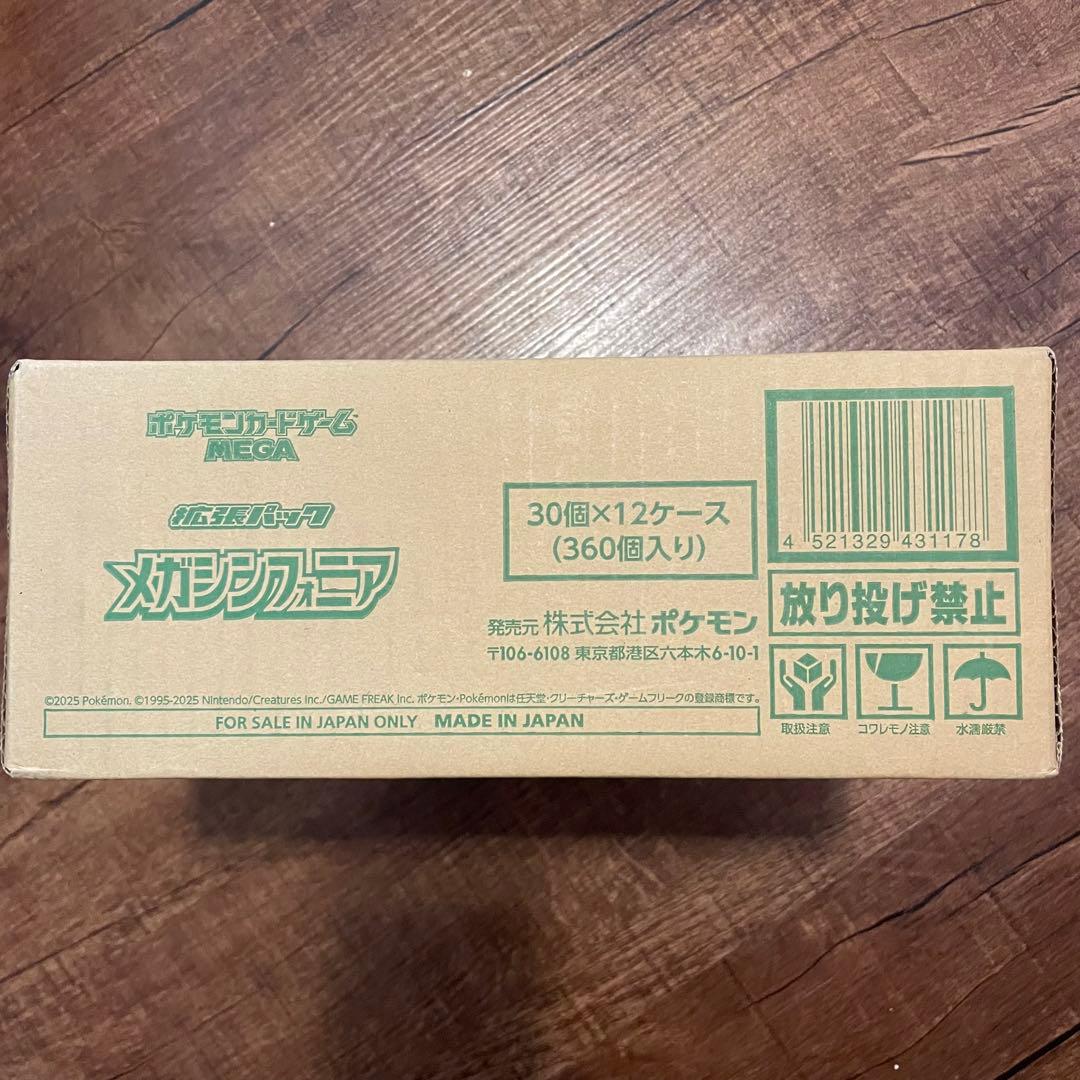 ポケモンカードゲーム
MEGA
拡張パック
メガシンフォニア
30個×12ケース
(360個入り)
発売元 株式会社 ポケモン
〒106-6108 東京都港区六本木6-10-1
©2025 Pokémon. ©1995-2025 Nintendo/Creatures Inc./GAME FREAK Inc. ポケモン・Pokémonは任天堂・クリーチャーズ・ゲームフリークの登録商標です。
FOR SALE IN JAPAN ONLY MADE IN JAPAN
4 521329 431178
放り投げ禁止
取扱注意 コワレモノ注意 水濡厳禁